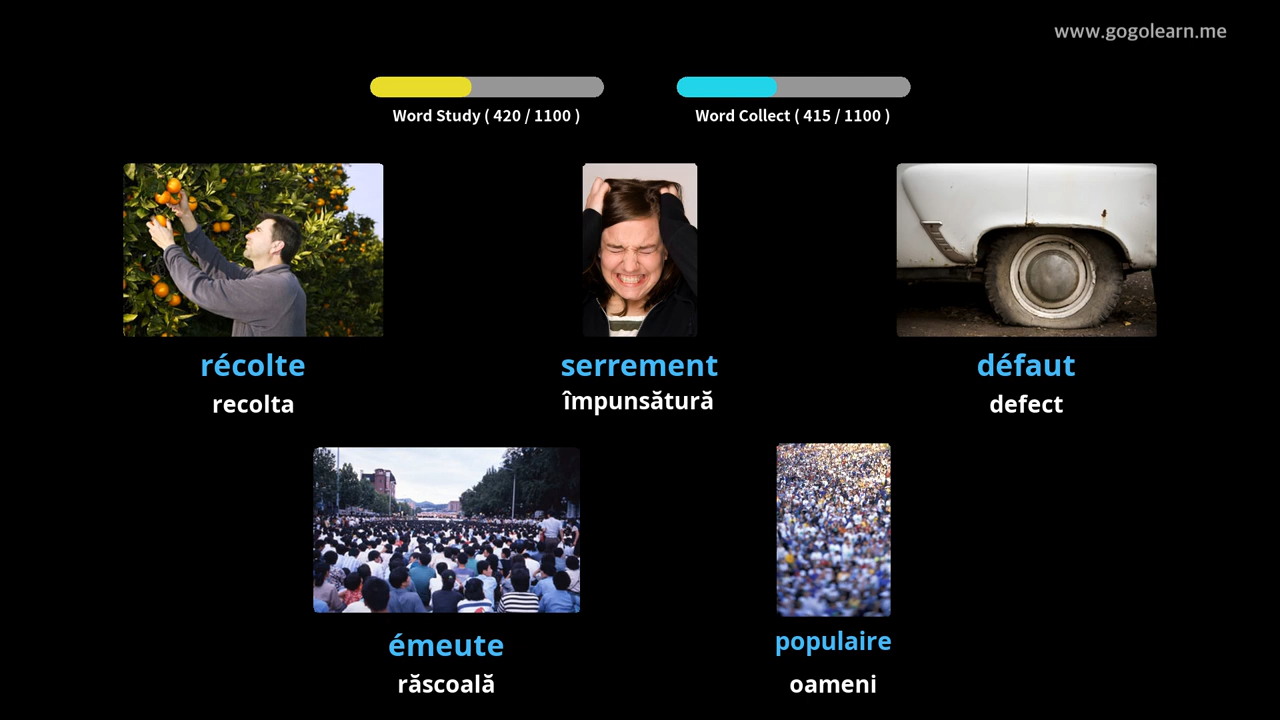 www.gogolearn.me
Word Study ( 420 / 1100 )
Word Collect ( 415 / 1100 )
récolte
recolta
serrement
împunsătură
défaut
defect
émeute
răscoală
populaire
oameni